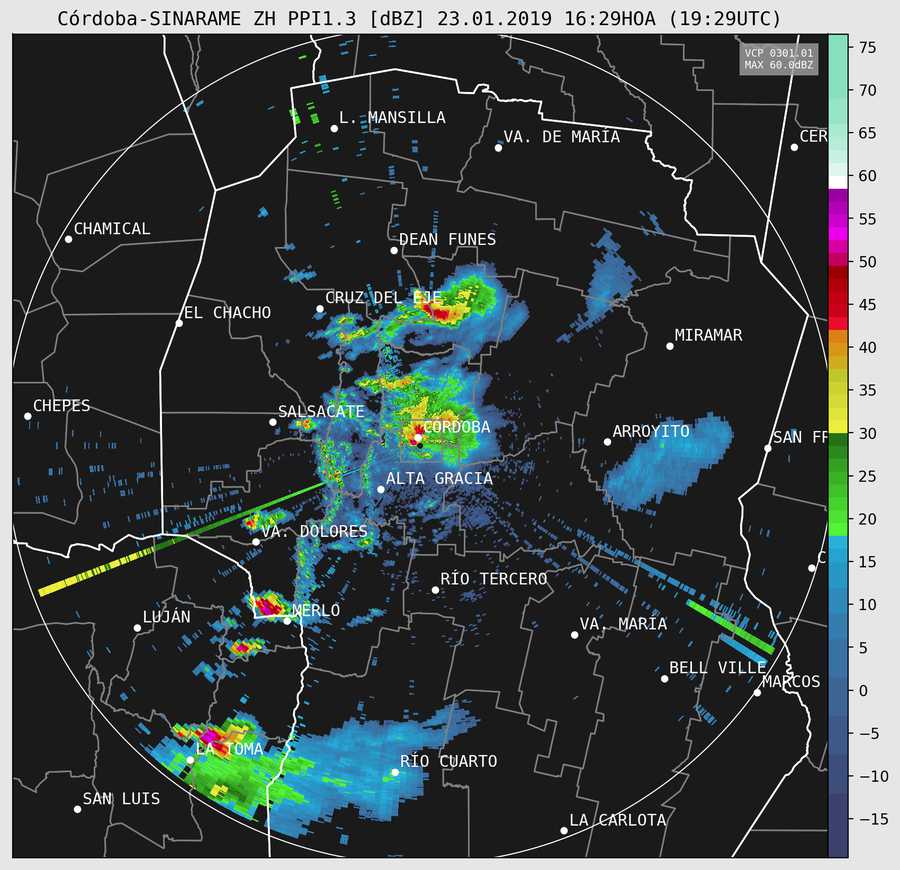 Córdoba-SINARAME ZH PPI1.3 [dBZ] 23.01.2019 16:29HOA (19:29UTC)
VCP 0301.01
MAX 60.0dBZ
75
70
65
60
55
50
45
40
35
30
25
20
15
10
5
0
−5
−10
−15
L. MANSILLA
VA. DE MARÍA
CER
CHAMICAL
DEAN FUNES
CRUZ DEL EJE
EL CHACHO
MIRAMAR
CHEPES
SALSACATE
CÓRDOBA
ARROYITO
SAN FR
ALTA GRACIA
VA. DOLORES
C
RÍO TERCERO
MERLO
LUJÁN
VA. MARÍA
BELL VILLE
MARCOS
LA TOMA
RÍO CUARTO
SAN LUIS
LA CARLOTA